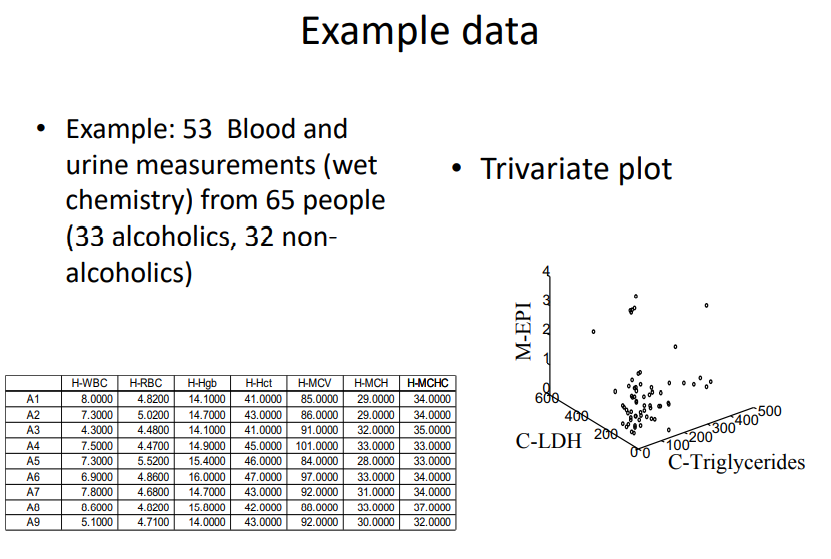 Example data
• Example: 53 Blood and
urine measurements (wet
chemistry) from 65 people
(33 alcoholics, 32 non-
alcoholics)
• Trivariate plot
H-WBC H-RBC H-Hgb H-Hct H-MCV H-MCH H-MCHC
A1 8.0000 4.8200 14.1000 41.0000 85.0000 29.0000 34.0000
A2 7.3000 5.0200 14.7000 43.0000 86.0000 29.0000 34.0000
A3 4.3000 4.4800 14.1000 41.0000 91.0000 32.0000 35.0000
A4 7.5000 4.4700 14.9000 45.0000 101.0000 33.0000 33.0000
A5 7.3000 5.5200 15.4000 46.0000 84.0000 28.0000 33.0000
A6 6.9000 4.8600 16.0000 47.0000 97.0000 33.0000 34.0000
A7 7.8000 4.6800 14.7000 43.0000 92.0000 31.0000 34.0000
A8 8.6000 4.8200 15.8000 42.0000 88.0000 33.0000 37.0000
A9 5.1000 4.7100 14.0000 43.0000 92.0000 30.0000 32.0000
4
3
2
1
0
M-EPI
600
400
200
0
C-LDH
0
100
200
300
400
500
C-Triglycerides